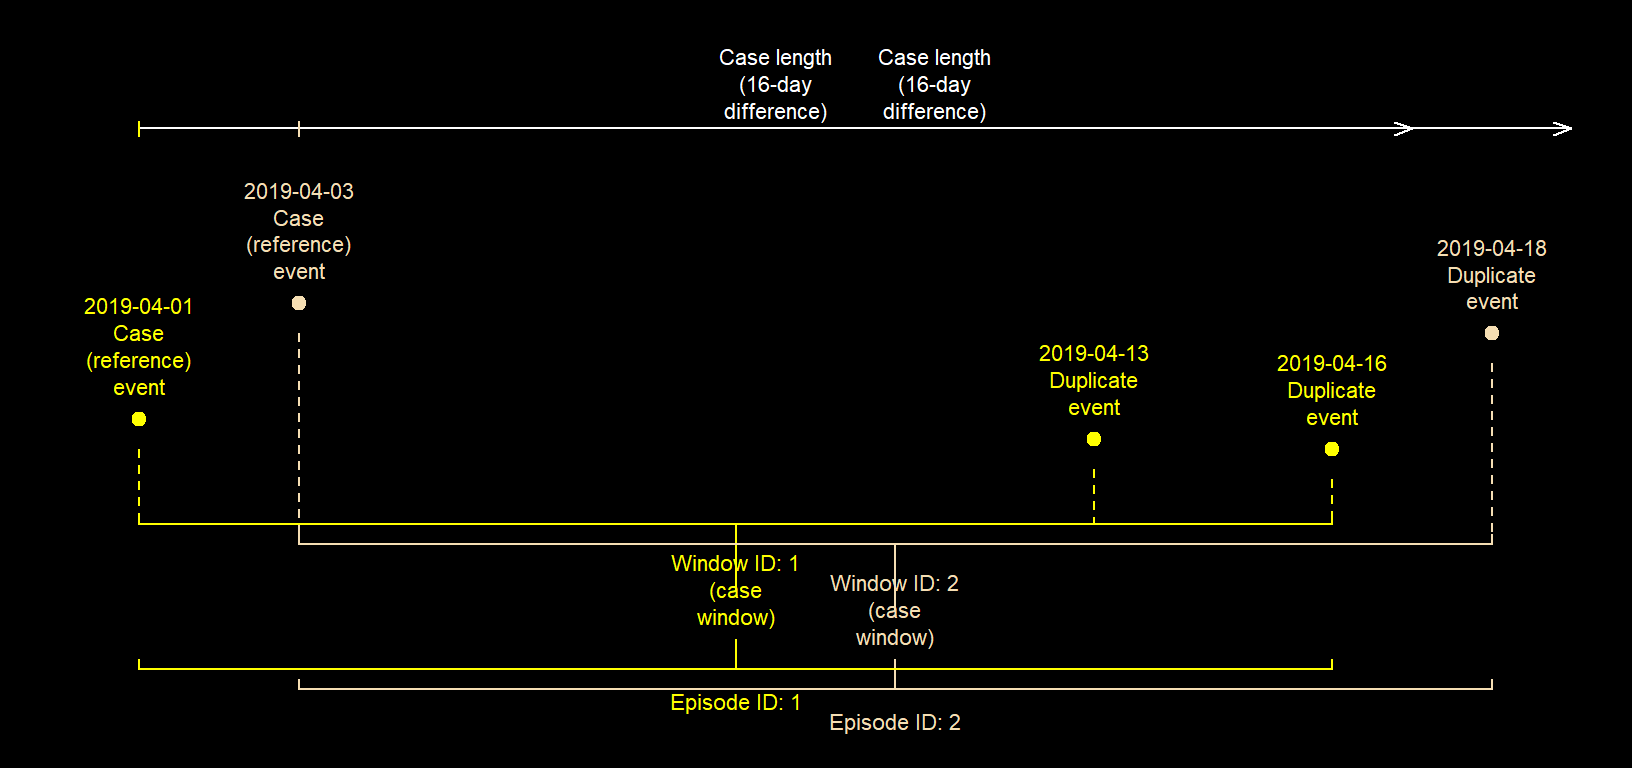 Case length
(16-day
difference)
Case length
(16-day
difference)
2019-04-03
Case
(reference)
event
2019-04-18
Duplicate
event
2019-04-01
Case
(reference)
event
2019-04-13
Duplicate
event
2019-04-16
Duplicate
event
Window ID: 1
(case
window)
Window ID: 2
(case
window)
Episode ID: 1
Episode ID: 2